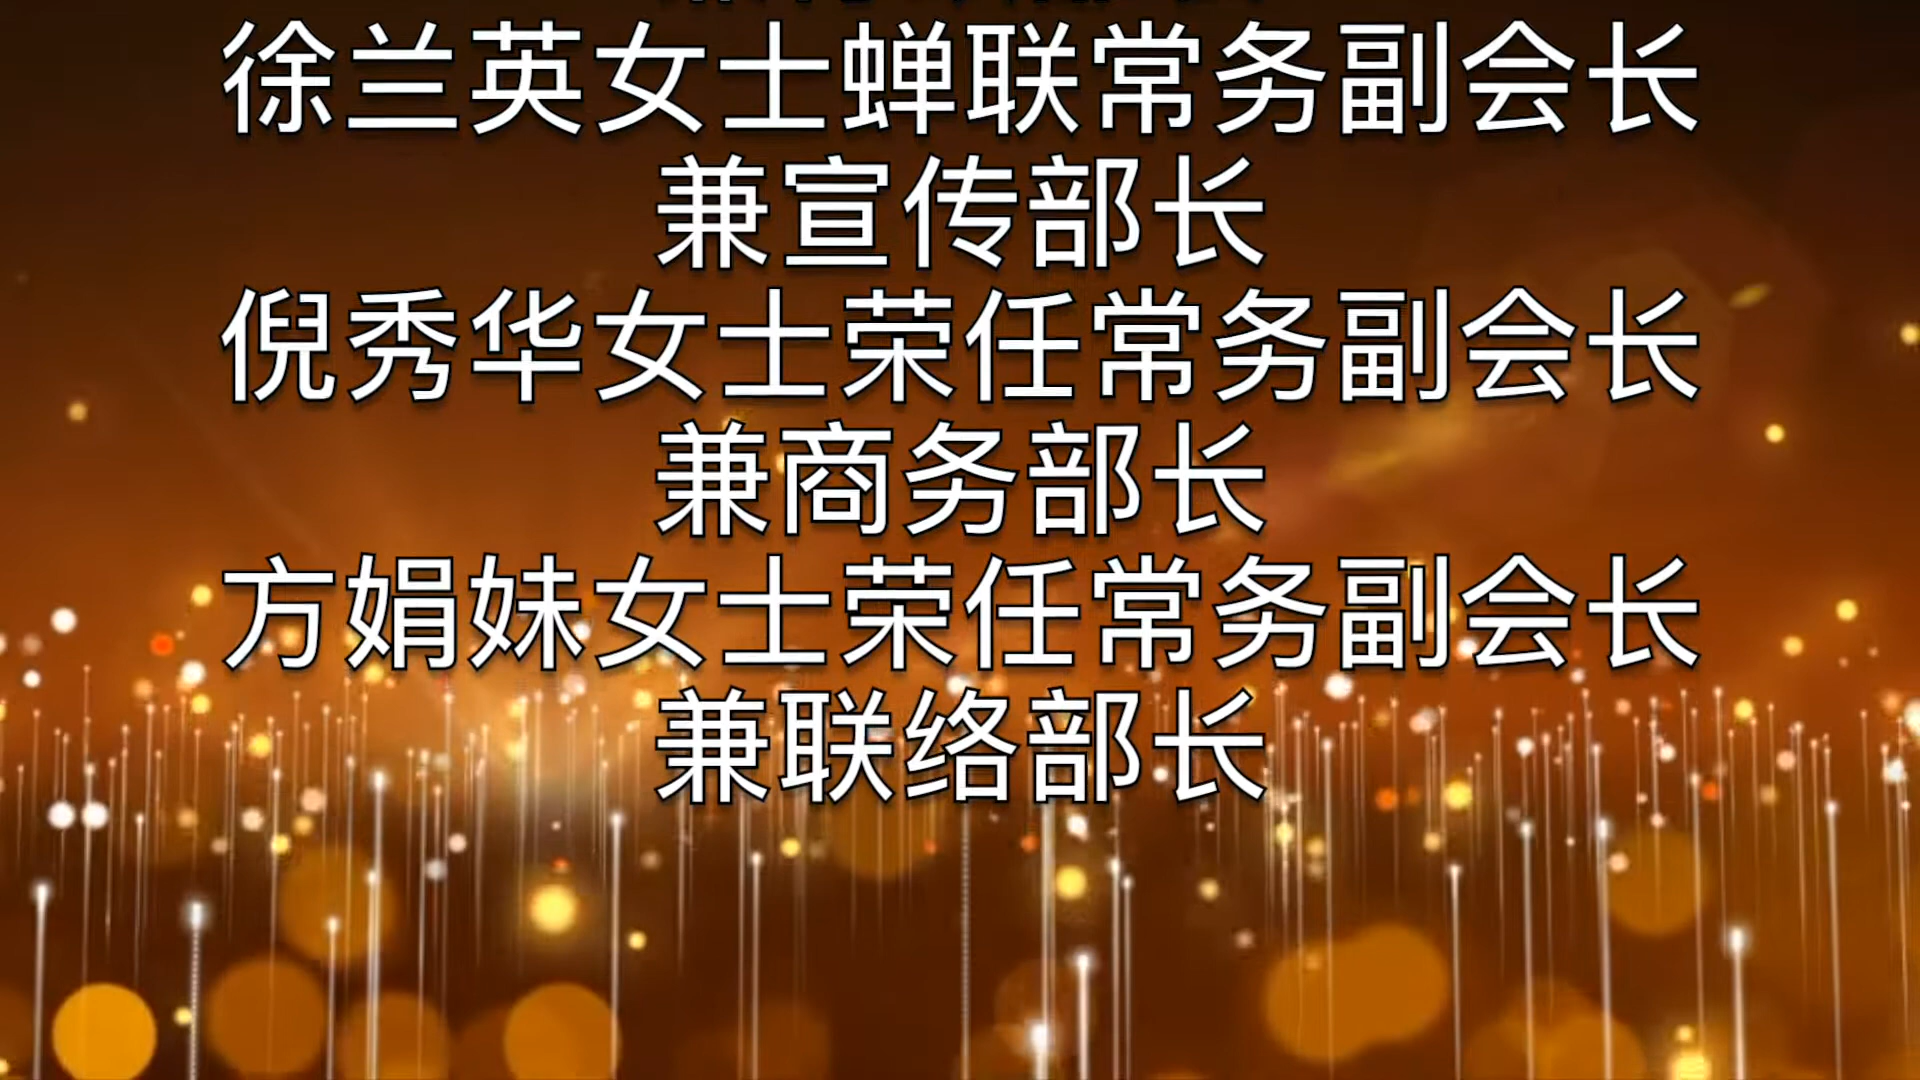 徐兰英女士蝉联常务副会长
兼宣传部长
倪秀华女士荣任常务副会长
兼商务部长
方娟妹女士荣任常务副会长
兼联络部长